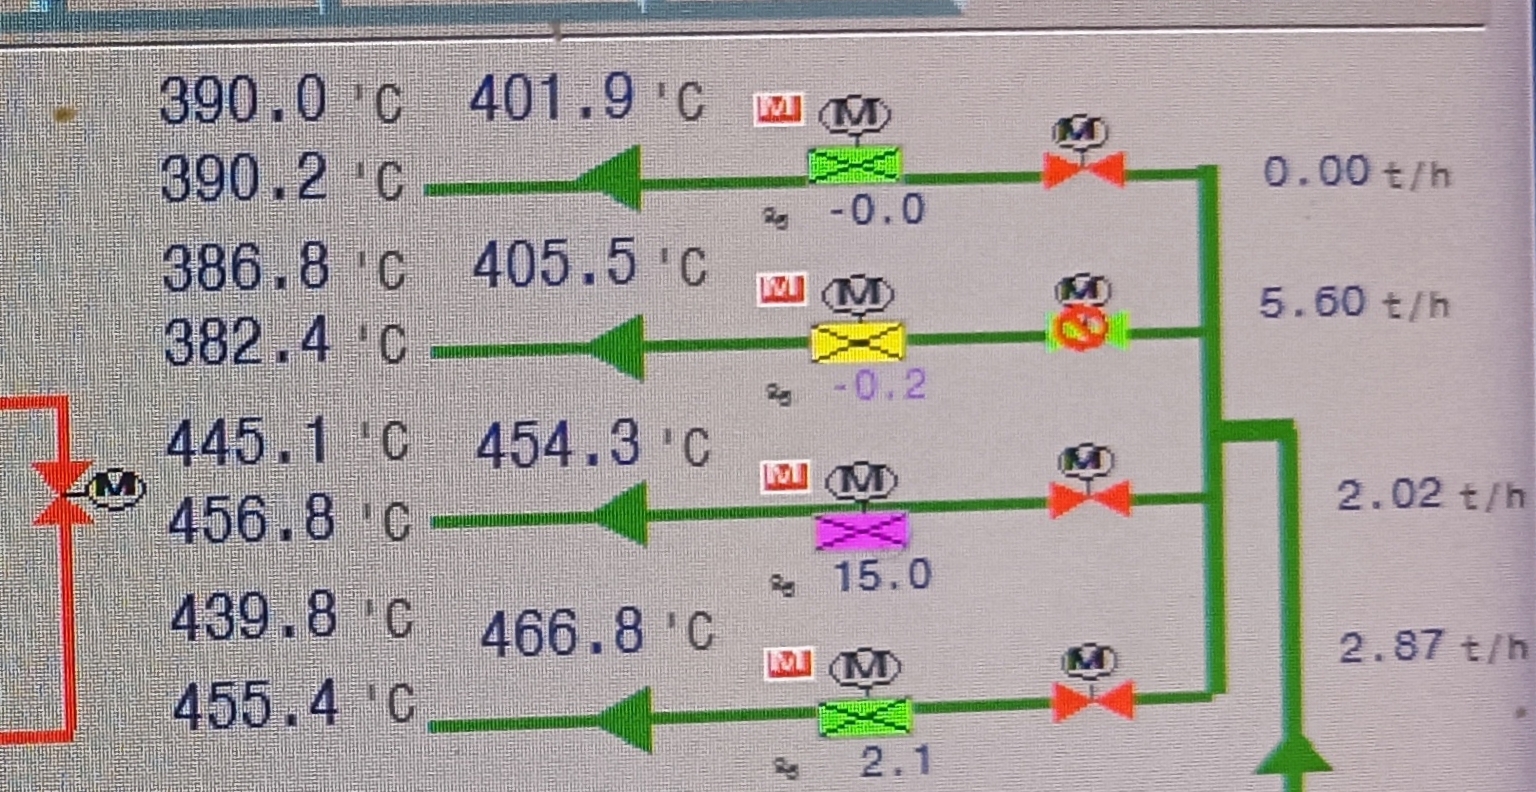 390.0 'C 401.9 'C M M M
390.2 'C 0.00 t/h
-0.0
386.8 'C 405.5 'C M M M 5.60 t/h
382.4 'C
-0.2
445.1 'C 454.3 'C M M M
M 456.8 'C 2.02 t/h
15.0
439.8 'C 466.8 'C M M M 2.87 t/h
455.4 'C
2.1